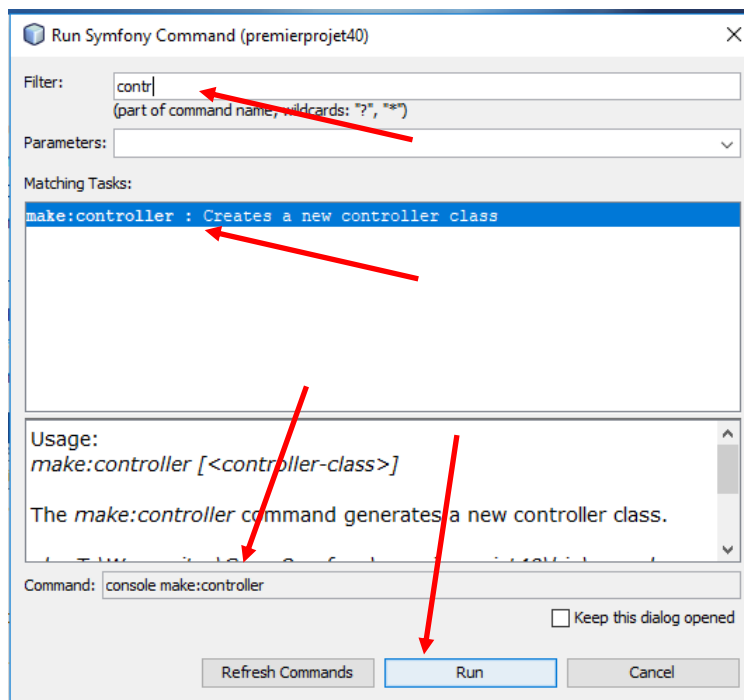 Run Symfony Command (premierprojet40)
Filter:
contr
(part of command name, wildcards: "?", "*")
Parameters:
Matching Tasks:
make:controller : Creates a new controller class
Usage:
make:controller [<controller-class>]
The make:controller command generates a new controller class.
Command: console make:controller
Keep this dialog opened
Refresh Commands
Run
Cancel